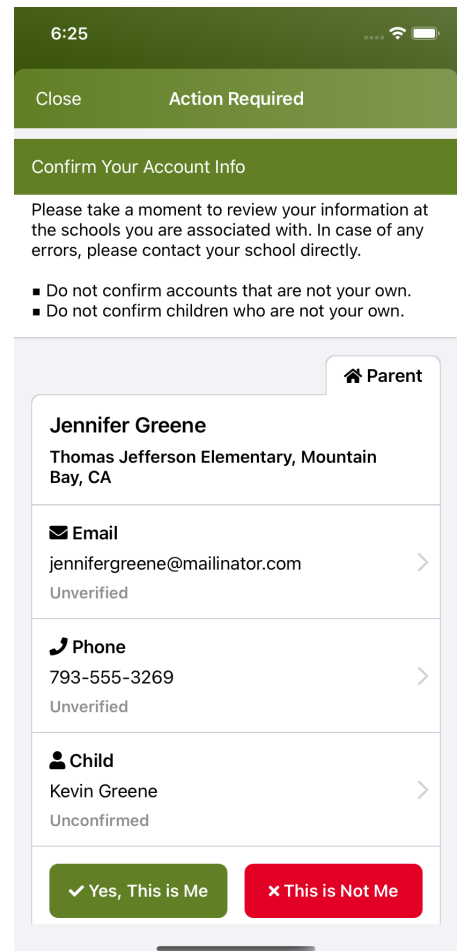 6:25
Close
Action Required
Confirm Your Account Info
Please take a moment to review your information at
the schools you are associated with. In case of any
errors, please contact your school directly.
▪ Do not confirm accounts that are not your own.
▪ Do not confirm children who are not your own.
Parent
Jennifer Greene
Thomas Jefferson Elementary, Mountain
Bay, CA
Email
jennifergreene@mailinator.com
Unverified
Phone
793-555-3269
Unverified
Child
Kevin Greene
Unconfirmed
Yes, This is Me
This is Not Me